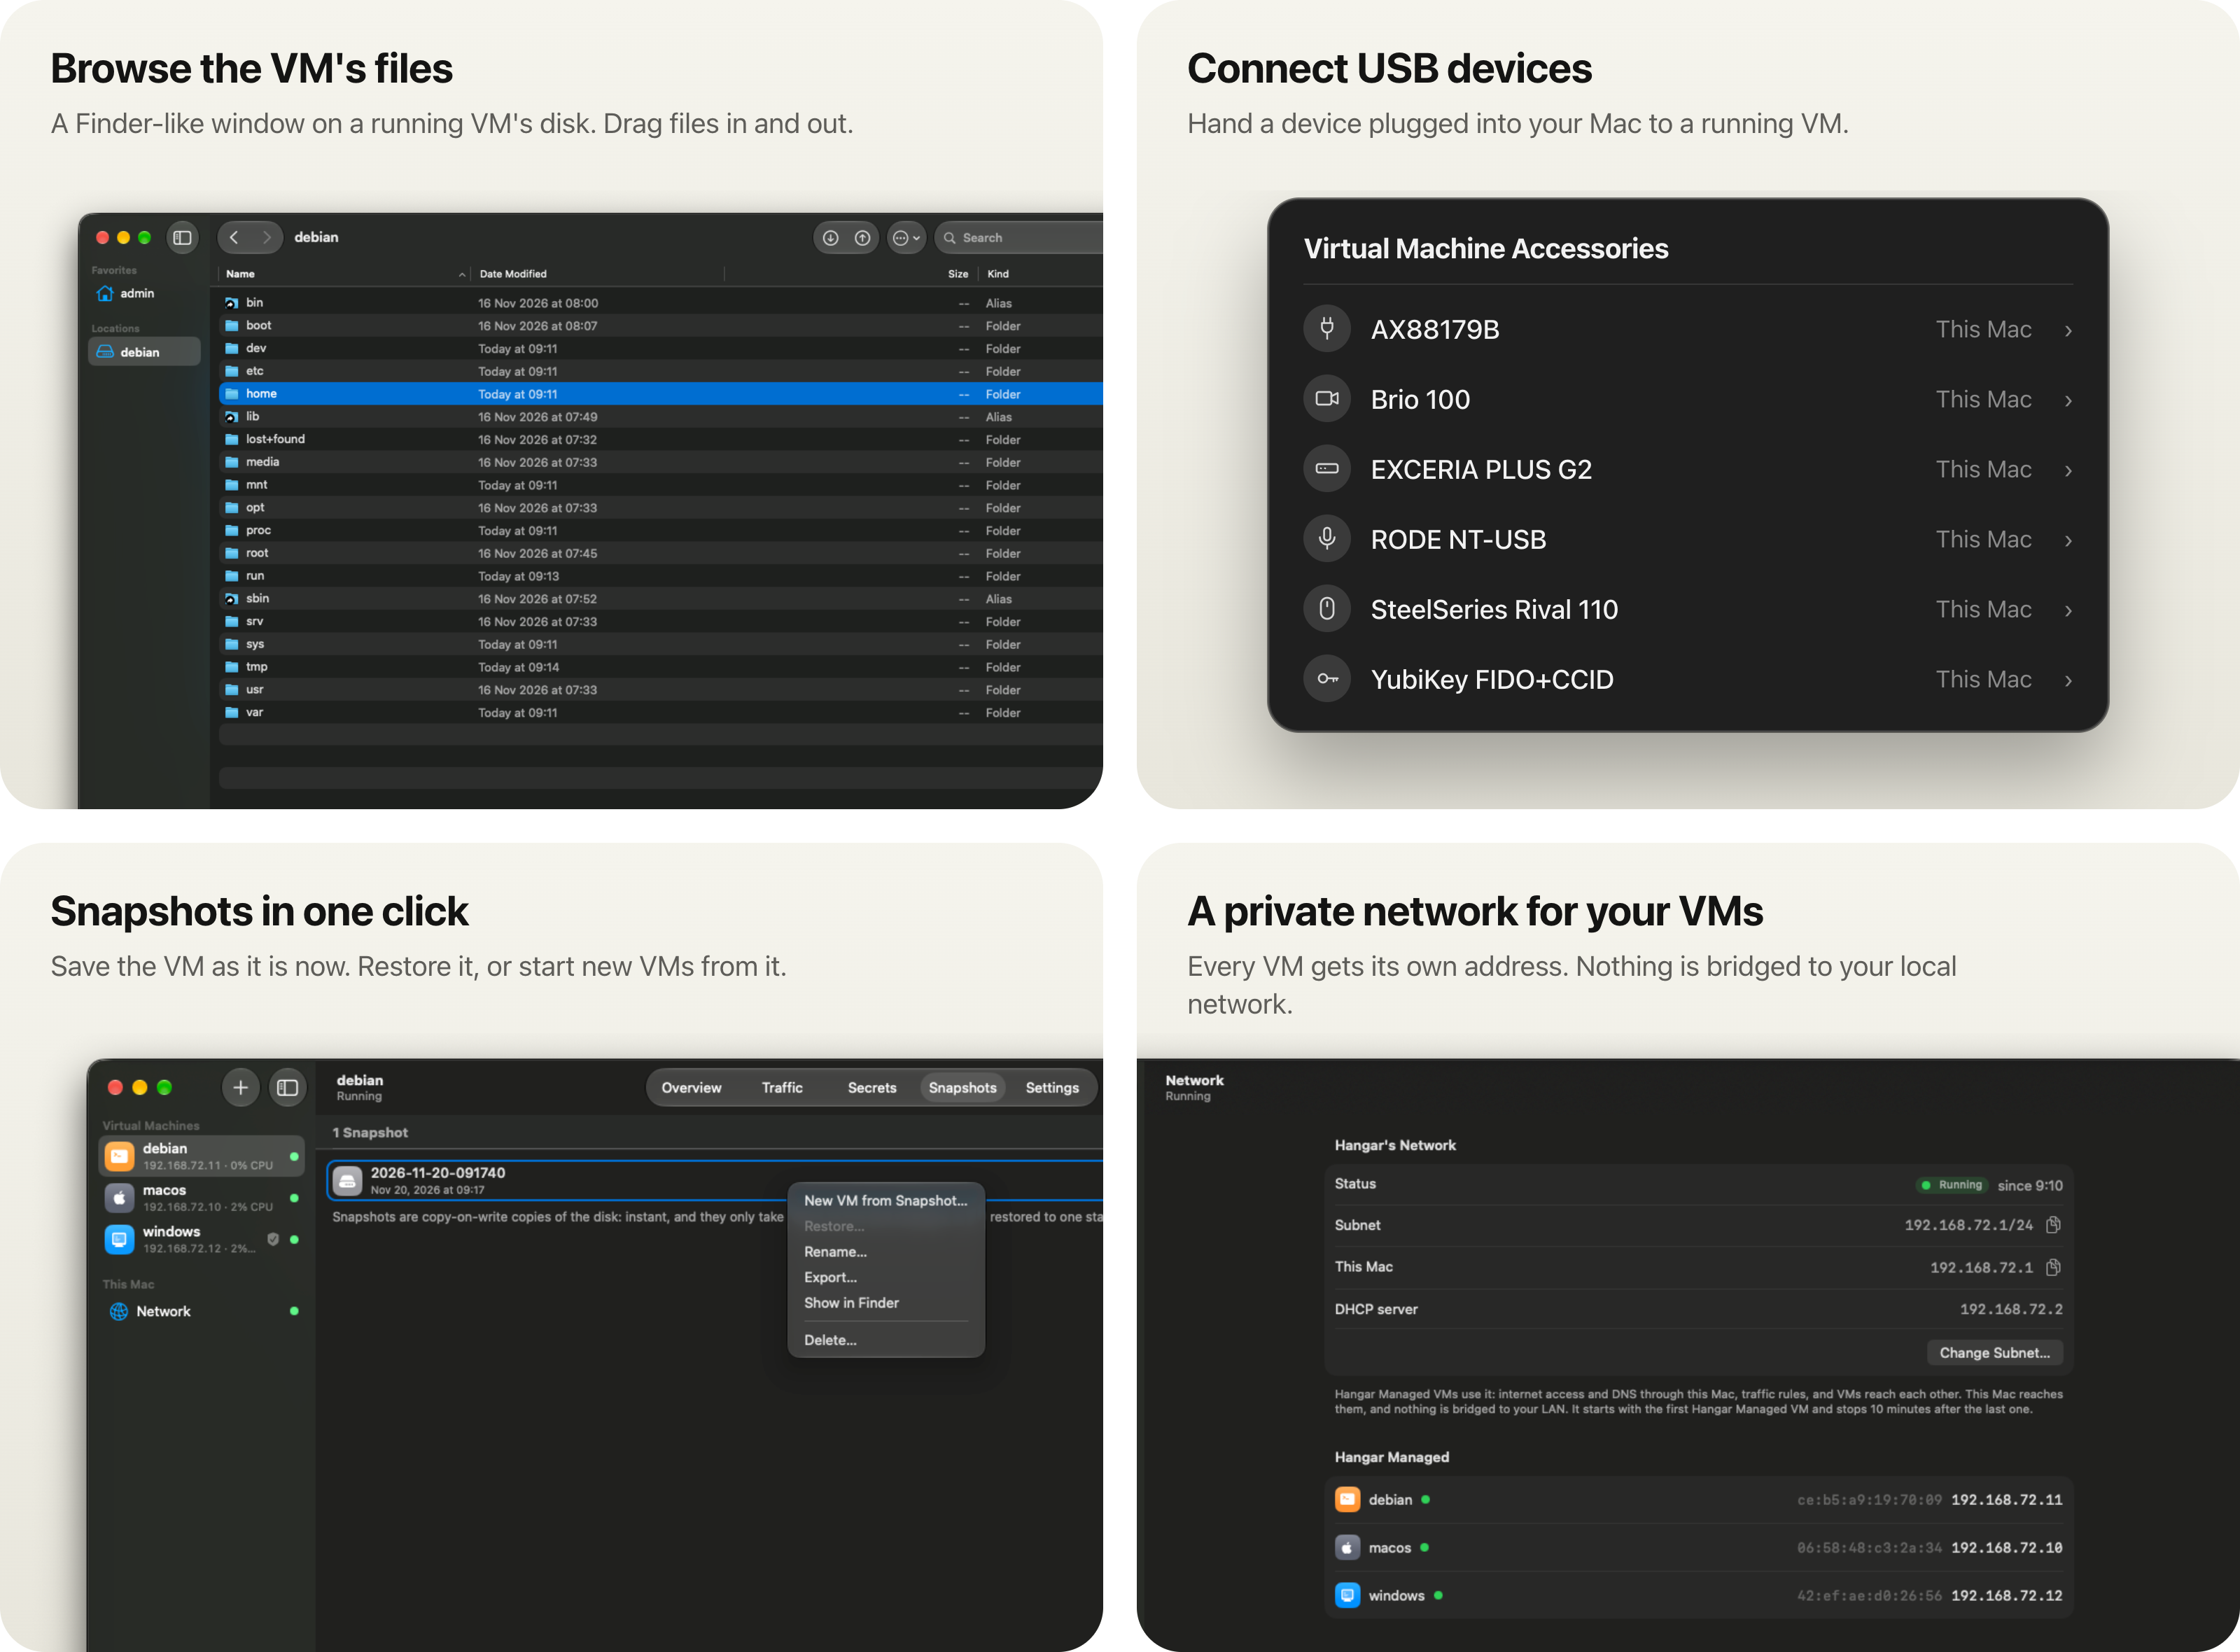 Browse the VM's files
A Finder-like window on a running VM's disk. Drag files in and out.
debian
Search
Favorites
admin
Locations
debian
Name Date Modified Size Kind
bin 16 Nov 2026 at 08:00 -- Alias
boot 16 Nov 2026 at 08:07 -- Folder
dev Today at 09:11 -- Folder
etc Today at 09:11 -- Folder
home Today at 09:11 -- Folder
lib 16 Nov 2026 at 07:49 -- Alias
lost+found 16 Nov 2026 at 07:32 -- Folder
media 16 Nov 2026 at 07:33 -- Folder
mnt Today at 09:11 -- Folder
opt 16 Nov 2026 at 07:33 -- Folder
proc Today at 09:11 -- Folder
root 16 Nov 2026 at 07:45 -- Folder
run Today at 09:13 -- Folder
sbin 16 Nov 2026 at 07:52 -- Alias
srv 16 Nov 2026 at 07:33 -- Folder
sys Today at 09:11 -- Folder
tmp Today at 09:14 -- Folder
usr 16 Nov 2026 at 07:33 -- Folder
var Today at 09:11 -- Folder
Connect USB devices
Hand a device plugged into your Mac to a running VM.
Virtual Machine Accessories
AX88179B This Mac
Brio 100 This Mac
EXCERIA PLUS G2 This Mac
RODE NT-USB This Mac
SteelSeries Rival 110 This Mac
YubiKey FIDO+CCID This Mac
Snapshots in one click
Save the VM as it is now. Restore it, or start new VMs from it.
debian
Running
Overview Traffic Secrets Snapshots Settings
Virtual Machines
debian
192.168.72.11 · 0% CPU
macos
192.168.72.10 · 2% CPU
windows
192.168.72.12 · 2%...
This Mac
Network
1 Snapshot
2026-11-20-091740
Nov 20, 2026 at 09:17
Snapshots are copy-on-write copies of the disk: instant, and they only take restored to one sta
New VM from Snapshot...
Restore...
Rename...
Export...
Show in Finder
Delete...
A private network for your VMs
Every VM gets its own address. Nothing is bridged to your local
network.
Network
Running
Hangar's Network
Status Running since 9:10
Subnet 192.168.72.1/24
This Mac 192.168.72.1
DHCP server 192.168.72.2
Change Subnet...
Hangar Managed VMs use it: internet access and DNS through this Mac, traffic rules, and VMs reach each other. This Mac reaches
them, and nothing is bridged to your LAN. It starts with the first Hangar Managed VM and stops 10 minutes after the last one.
Hangar Managed
debian ce:b5:a9:19:70:09 192.168.72.11
macos 06:58:48:c3:2a:34 192.168.72.10
windows 42:ef:ae:d0:26:56 192.168.72.12